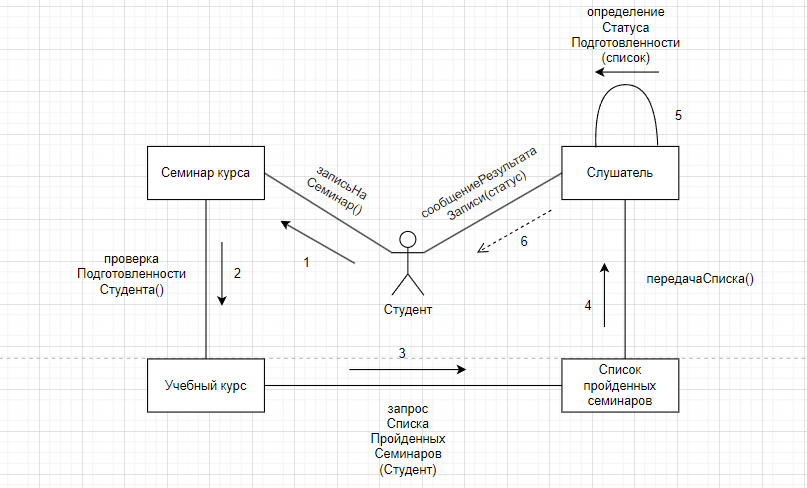 определение
Статуса
Подготовленности
(список)
5
Семинар курса
записьНа
Семинар()
сообщениеРезультата
Записи(статус)
Слушатель
1
6
проверка
Подготовленности
Студента()
2
Студент
4
передачаСписка()
3
Учебный курс
Список
пройденных
семинаров
запрос
Списка
Пройденных
Семинаров
(Студент)